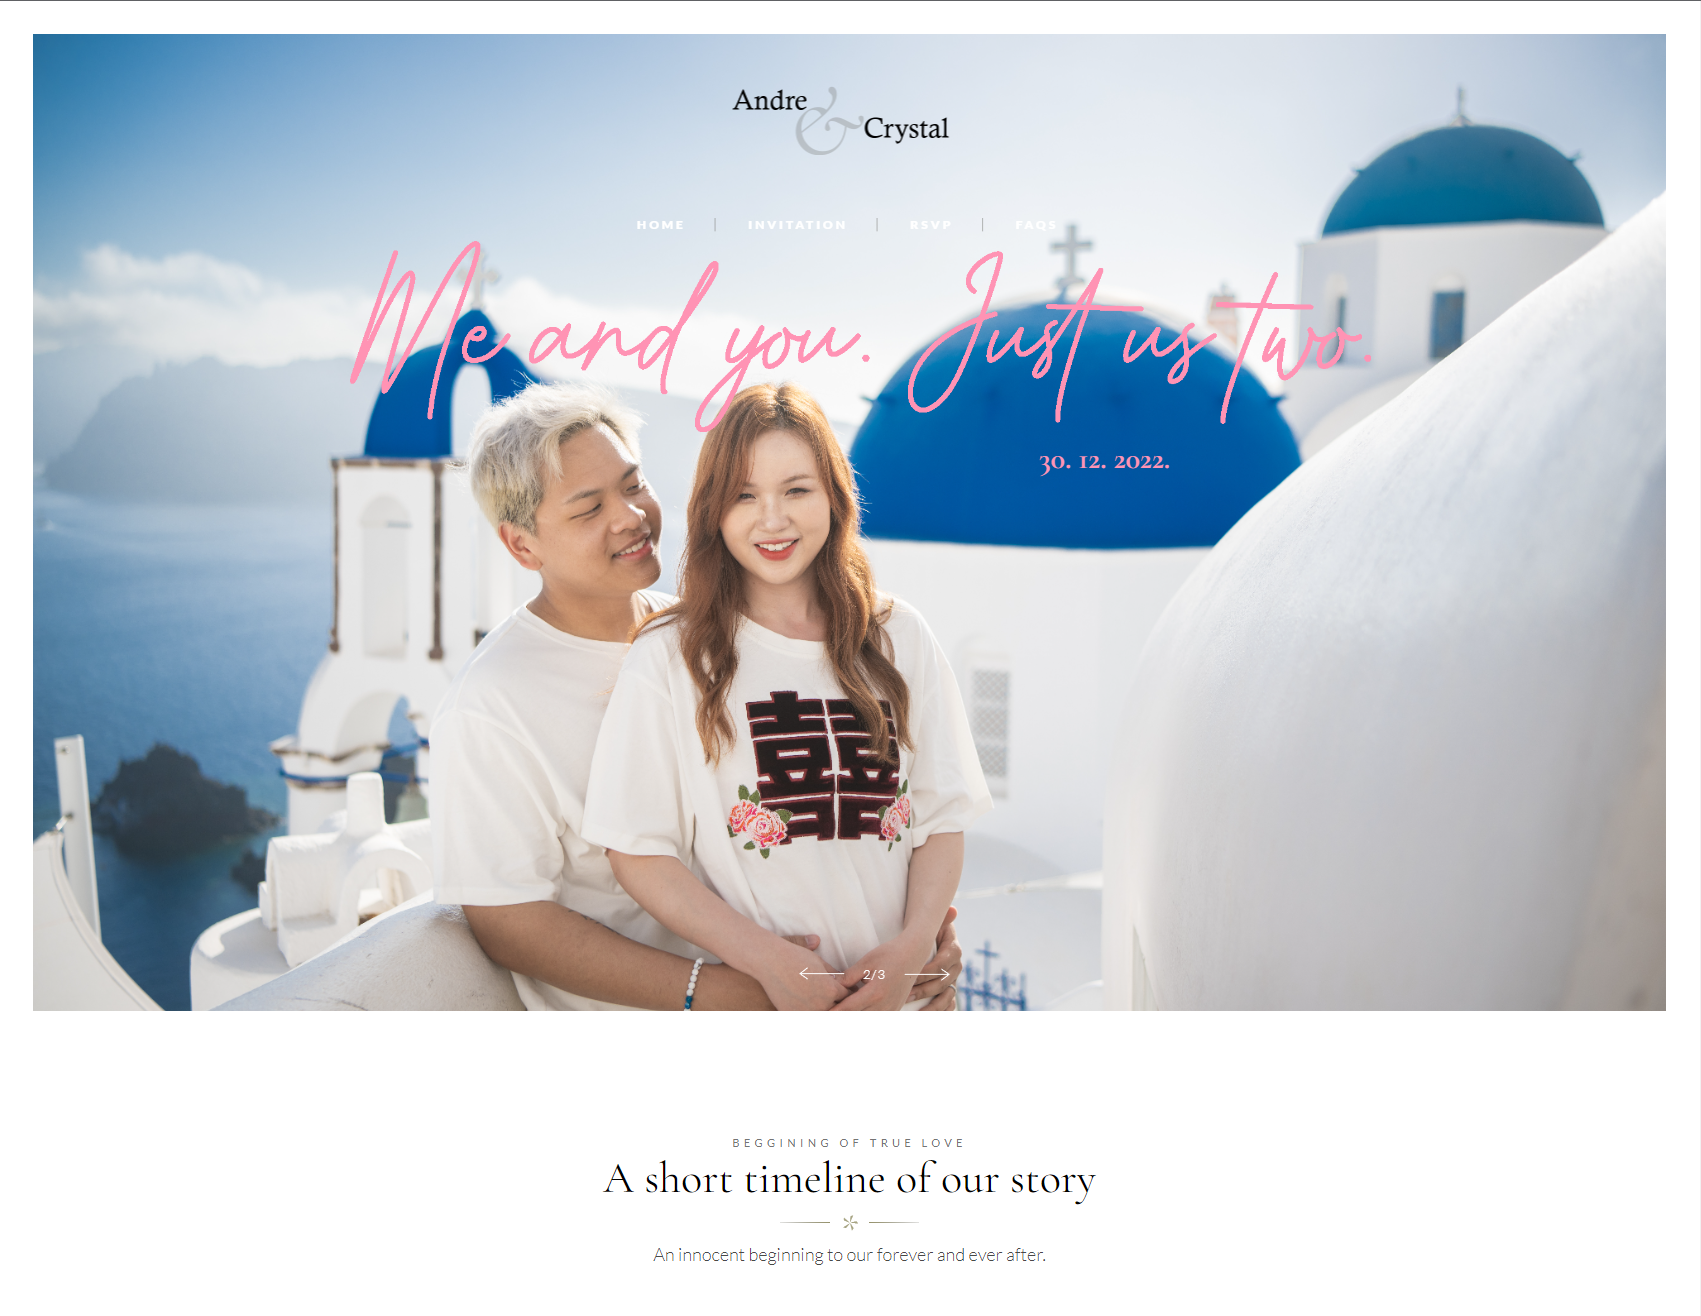 Andre & Crystal
HOME | INVITATION | RSVP | FAQS
Me and you. Just us two.
30. 12. 2022.
囍
2/3
BEGGINING OF TRUE LOVE
A short timeline of our story
An innocent beginning to our forever and ever after.